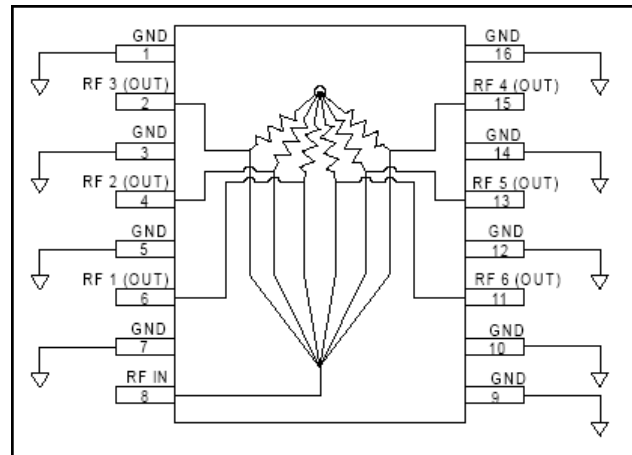 GND
1
RF 3 (OUT)
2
GND
3
RF 2 (OUT)
4
GND
5
RF 1 (OUT)
6
GND
7
RF IN
8
GND
16
RF 4 (OUT)
15
GND
14
RF 5 (OUT)
13
GND
12
RF 6 (OUT)
11
GND
10
GND
9